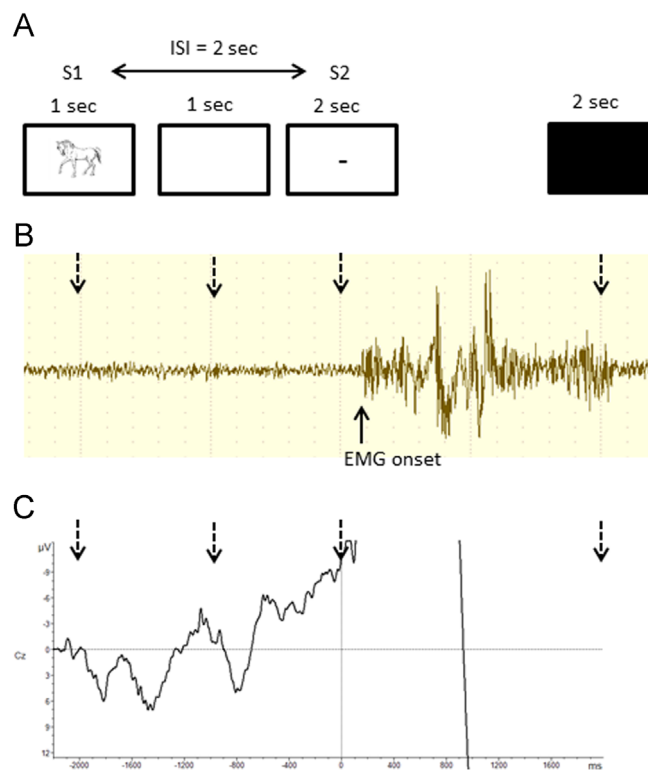 A
ISI = 2 sec
S1 S2
1 sec 1 sec 2 sec 2 sec
-
B
EMG onset
C
µV
-9
-6
-3
0
Cz
3
6
9
12
-2000 -1600 -1200 -800 -400 0 400 800 1200 1600 ms